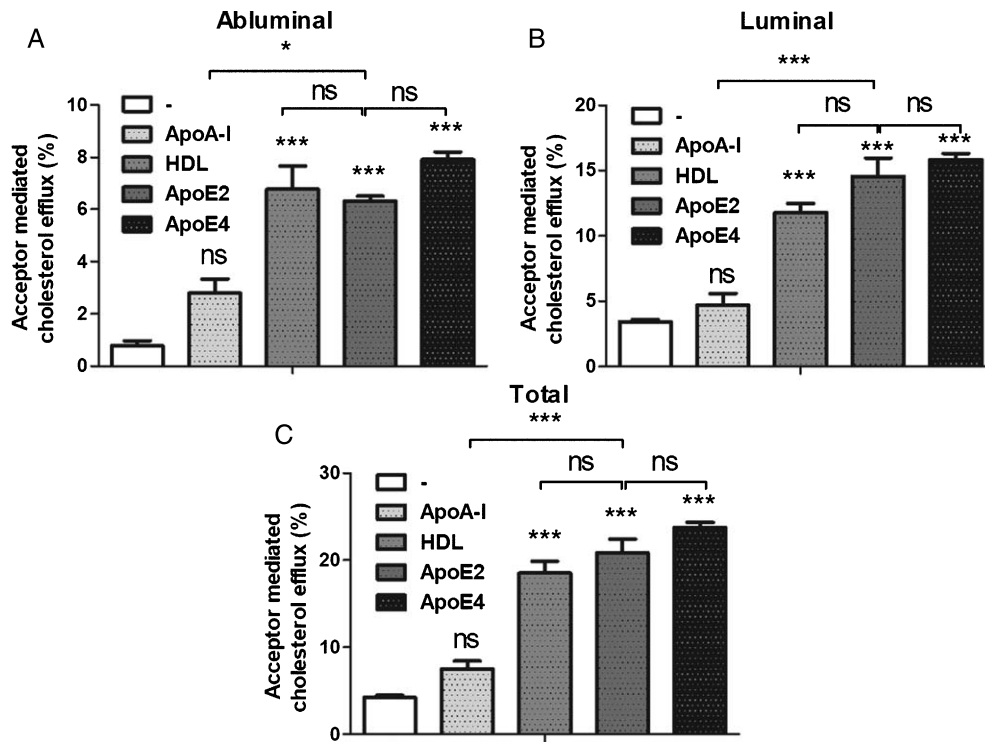 A
Abluminal
*
ns
ns
***
***
***
ns
-
ApoA-I
HDL
ApoE2
ApoE4
Acceptor mediated
cholesterol efflux (%)
10
8
6
4
2
0
B
Luminal
***
ns
ns
***
***
***
ns
-
ApoA-I
HDL
ApoE2
ApoE4
Acceptor mediated
cholesterol efflux (%)
20
15
10
5
0
C
Total
***
ns
ns
***
***
***
ns
-
ApoA-I
HDL
ApoE2
ApoE4
Acceptor mediated
cholesterol efflux (%)
30
20
10
0